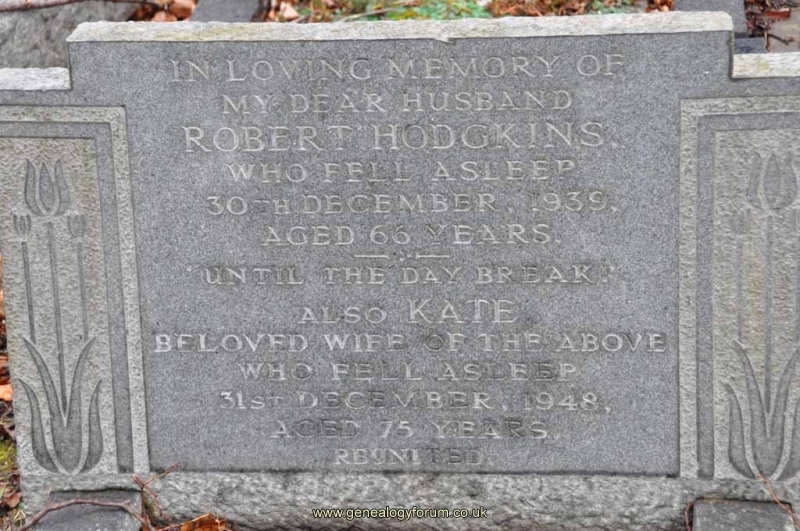 IN LOVING MEMORY OF
MY DEAR HUSBAND
ROBERT HODGKINS.
WHO FELL ASLEEP
30TH DECEMBER, 1939,
AGED 66 YEARS.
"UNTIL THE DAY BREAK."
ALSO KATE
BELOVED WIFE OF THE ABOVE
WHO FELL ASLEEP
31ST DECEMBER, 1948,
AGED 75 YEARS.
REUNITED.
www.genealogyforum.co.uk